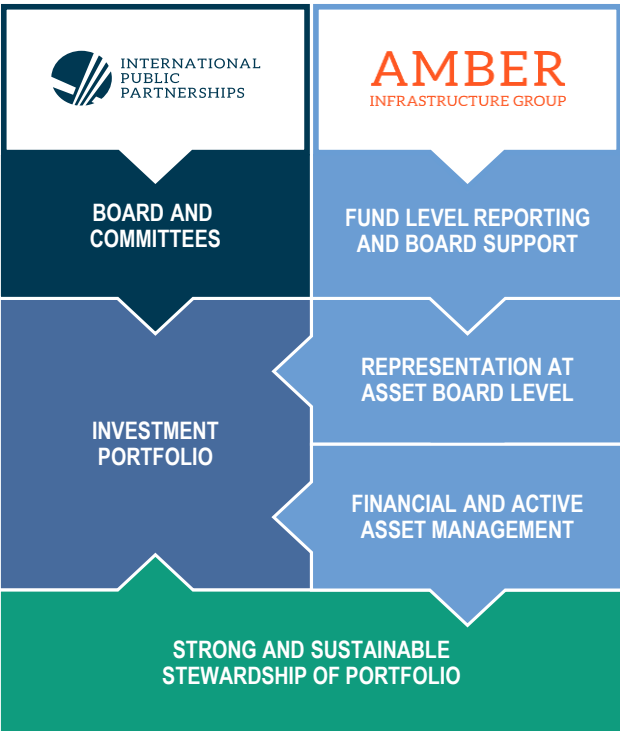 INTERNATIONAL
PUBLIC
PARTNERSHIPS
AMBER
INFRASTRUCTURE GROUP
BOARD AND
COMMITTEES
FUND LEVEL REPORTING
AND BOARD SUPPORT
INVESTMENT
PORTFOLIO
REPRESENTATION AT
ASSET BOARD LEVEL
FINANCIAL AND ACTIVE
ASSET MANAGEMENT
STRONG AND SUSTAINABLE
STEWARDSHIP OF PORTFOLIO